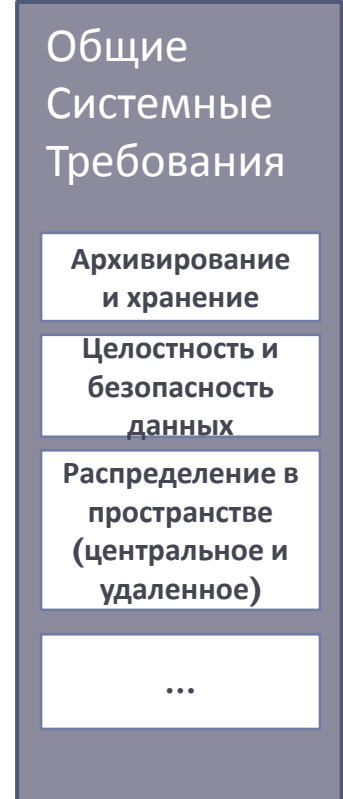 Общие
Системные
Требования
Архивирование
и хранение
Целостность и
безопасность
данных
Распределение в
пространстве
(центральное и
удаленное)
...